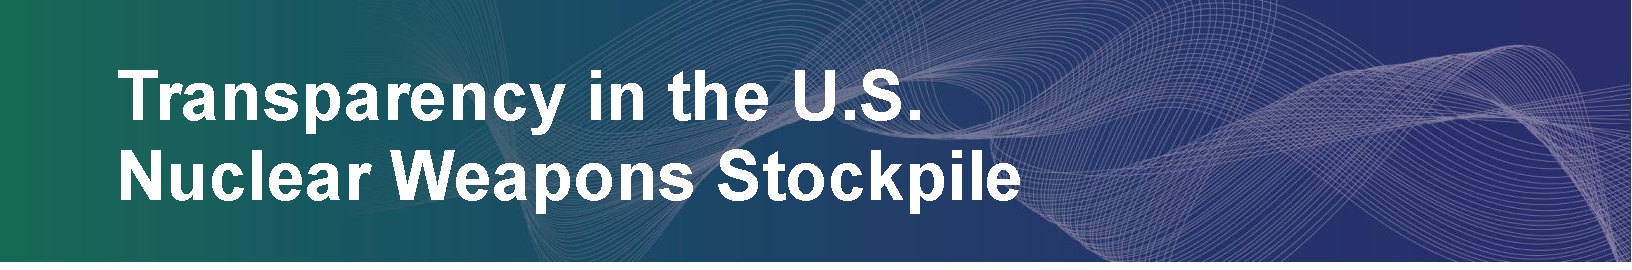 Transparency in the U.S.
Nuclear Weapons Stockpile